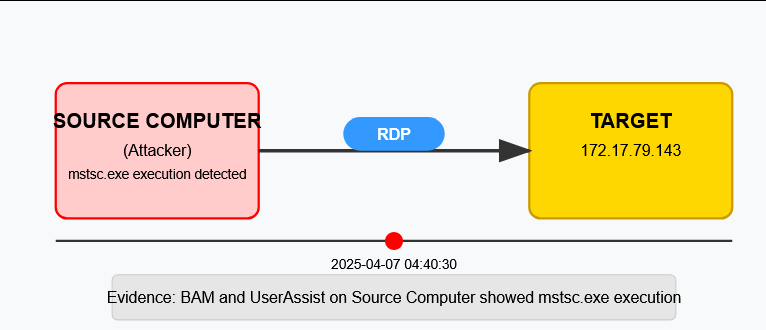 SOURCE COMPUTER
(Attacker)
mstsc.exe execution detected
RDP
TARGET
172.17.79.143
2025-04-07 04:40:30
Evidence: BAM and UserAssist on Source Computer showed mstsc.exe execution